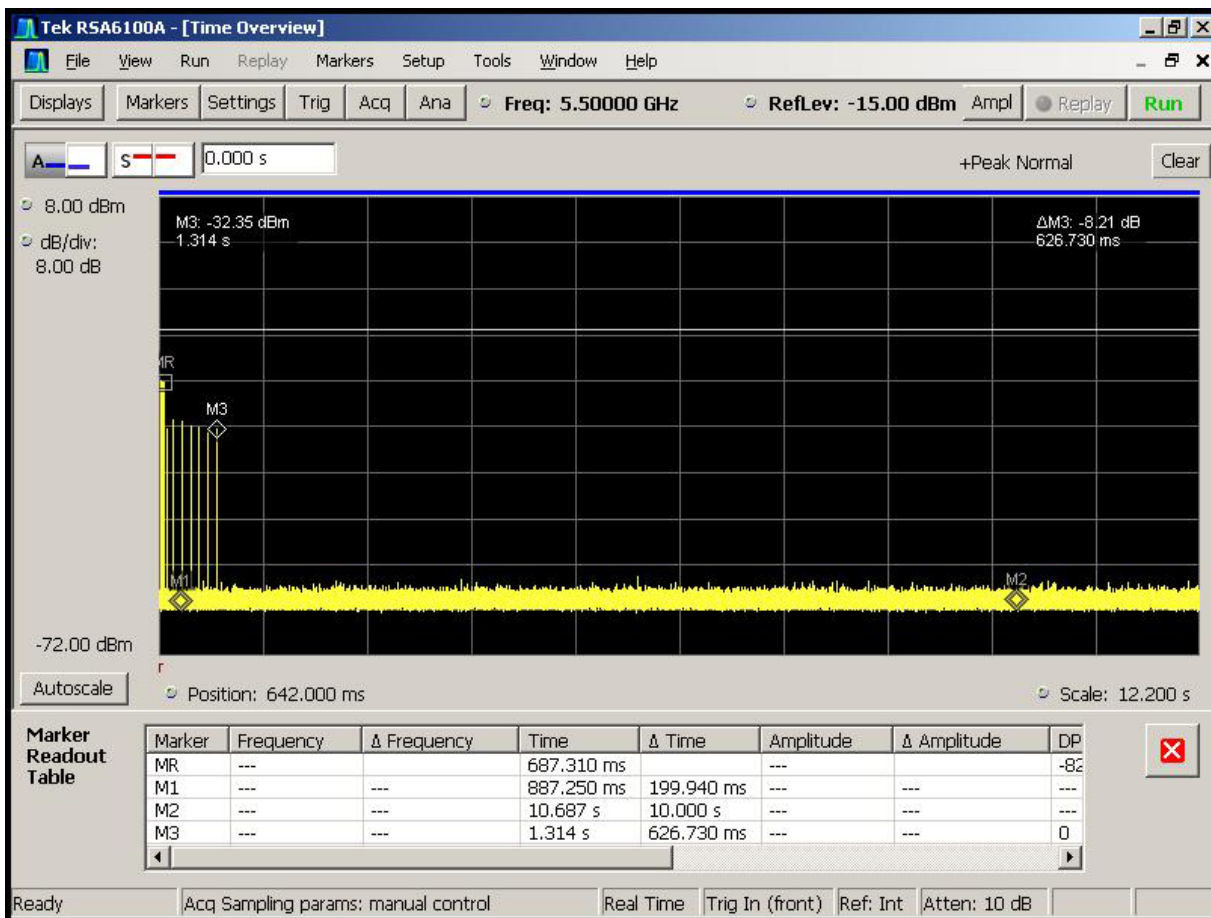 Tek RSA6100A - [Time Overview]
File View Run Replay Markers Setup Tools Window Help
Displays Markers Settings Trig Acq Ana Freq: 5.50000 GHz RefLev: -15.00 dBm Ampl Replay Run
A S 0.000 s +Peak Normal Clear
8.00 dBm
dB/div:
8.00 dB
M3: -32.35 dBm
1.314 s
ΔM3: -8.21 dB
626.730 ms
MR
M3
M1
M2
-72.00 dBm
r
Autoscale Position: 642.000 ms Scale: 12.200 s
Marker Readout Table
Marker Frequency Δ Frequency Time Δ Time Amplitude Δ Amplitude DP
MR --- 687.310 ms --- -82
M1 --- --- 887.250 ms 199.940 ms --- --- ---
M2 --- --- 10.687 s 10.000 s --- --- ---
M3 --- --- 1.314 s 626.730 ms --- --- 0
Ready Acq Sampling params: manual control Real Time Trig In (front) Ref: Int Atten: 10 dB